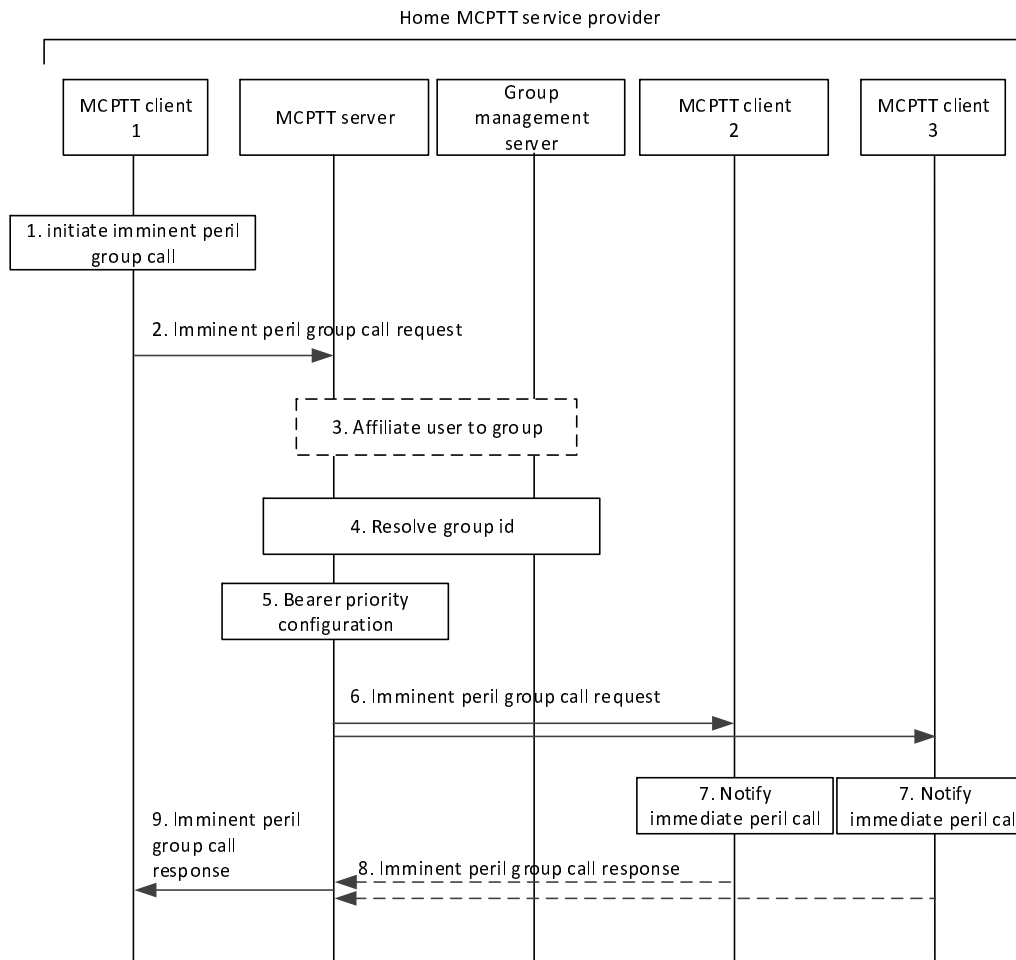 Home MCPTT service provider
MCPTT client
1
MCPTT server
Group
management
server
MCPTT client
2
MCPTT client
3
1. initiate imminent peril
group call
2. Imminent peril group call request
3. Affiliate user to group
4. Resolve group id
5. Bearer priority
configuration
6. Imminent peril group call request
7. Notify
immediate peril call
7. Notify
immediate peril cal
9. Imminent peril
group call
response
8. Imminent peril group call response